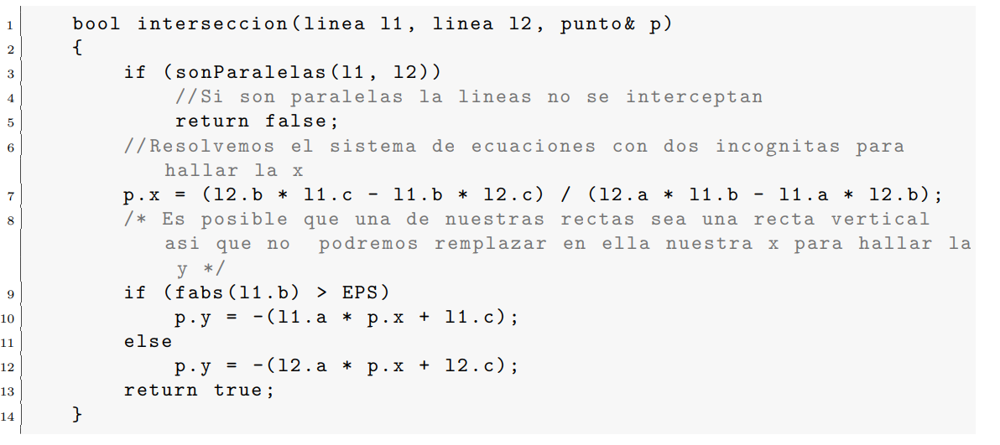 1 bool interseccion(linea l1, linea l2, punto& p)
2 {
3 if (sonParalelas(l1, l2))
4 //Si son paralelas la lineas no se interceptan
5 return false;
6 //Resolvemos el sistema de ecuaciones con dos incognitas para
hallar la x
7 p.x = (l2.b * l1.c - l1.b * l2.c) / (l2.a * l1.b - l1.a * l2.b);
8 /* Es posible que una de nuestras rectas sea una recta vertical
asi que no podremos remplazar en ella nuestra x para hallar la
y */
9 if (fabs(l1.b) > EPS)
10 p.y = -(l1.a * p.x + l1.c);
11 else
12 p.y = -(l2.a * p.x + l2.c);
13 return true;
14 }